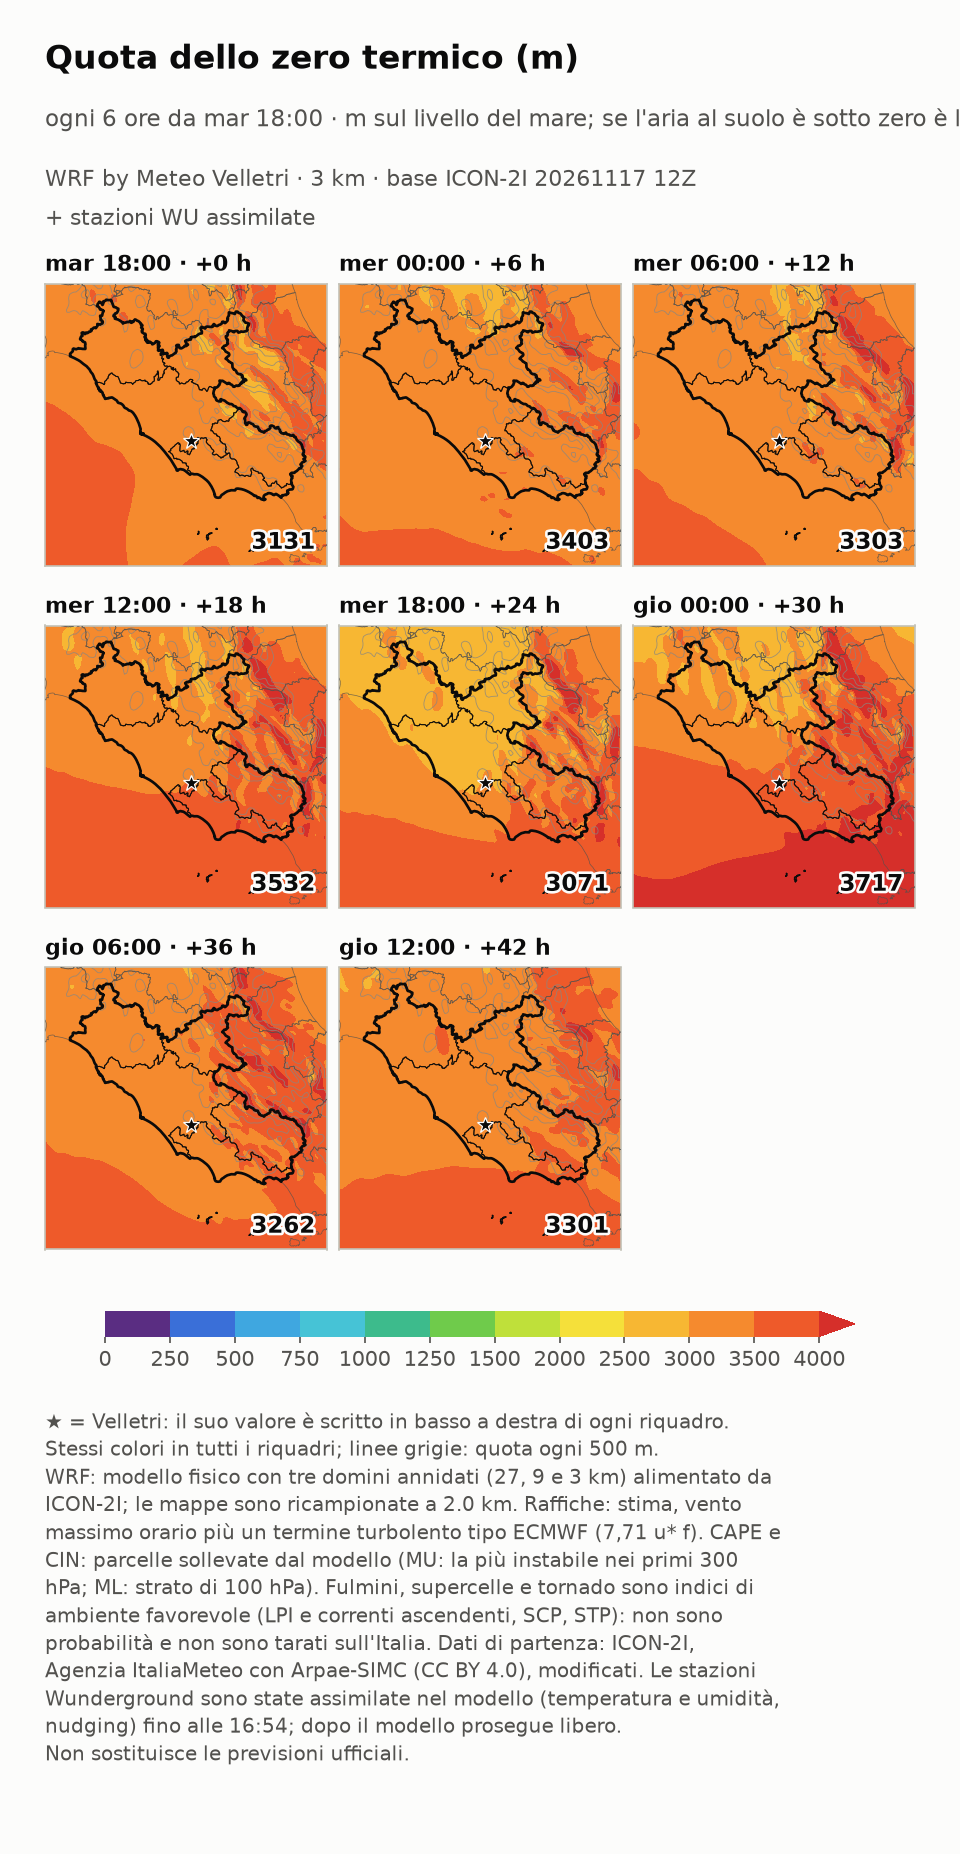 Quota dello zero termico (m)
ogni 6 ore da mar 18:00 · m sul livello del mare; se l'aria al suolo è sotto zero è l
WRF by Meteo Velletri · 3 km · base ICON-2I 20261117 12Z
+ stazioni WU assimilate
mar 18:00 · +0 h
mer 00:00 · +6 h
mer 06:00 · +12 h
3131
3403
3303
mer 12:00 · +18 h
mer 18:00 · +24 h
gio 00:00 · +30 h
3532
3071
3717
gio 06:00 · +36 h
gio 12:00 · +42 h
3262
3301
0 250 500 750 1000 1250 1500 2000 2500 3000 3500 4000
★ = Velletri: il suo valore è scritto in basso a destra di ogni riquadro.
Stessi colori in tutti i riquadri; linee grigie: quota ogni 500 m.
WRF: modello fisico con tre domini annidati (27, 9 e 3 km) alimentato da
ICON-2I; le mappe sono ricampionate a 2.0 km. Raffiche: stima, vento
massimo orario più un termine turbolento tipo ECMWF (7,71 u* f). CAPE e
CIN: parcelle sollevate dal modello (MU: la più instabile nei primi 300
hPa; ML: strato di 100 hPa). Fulmini, supercelle e tornado sono indici di
ambiente favorevole (LPI e correnti ascendenti, SCP, STP): non sono
probabilità e non sono tarati sull'Italia. Dati di partenza: ICON-2I,
Agenzia ItaliaMeteo con Arpae-SIMC (CC BY 4.0), modificati. Le stazioni
Wunderground sono state assimilate nel modello (temperatura e umidità,
nudging) fino alle 16:54; dopo il modello prosegue libero.
Non sostituisce le previsioni ufficiali.